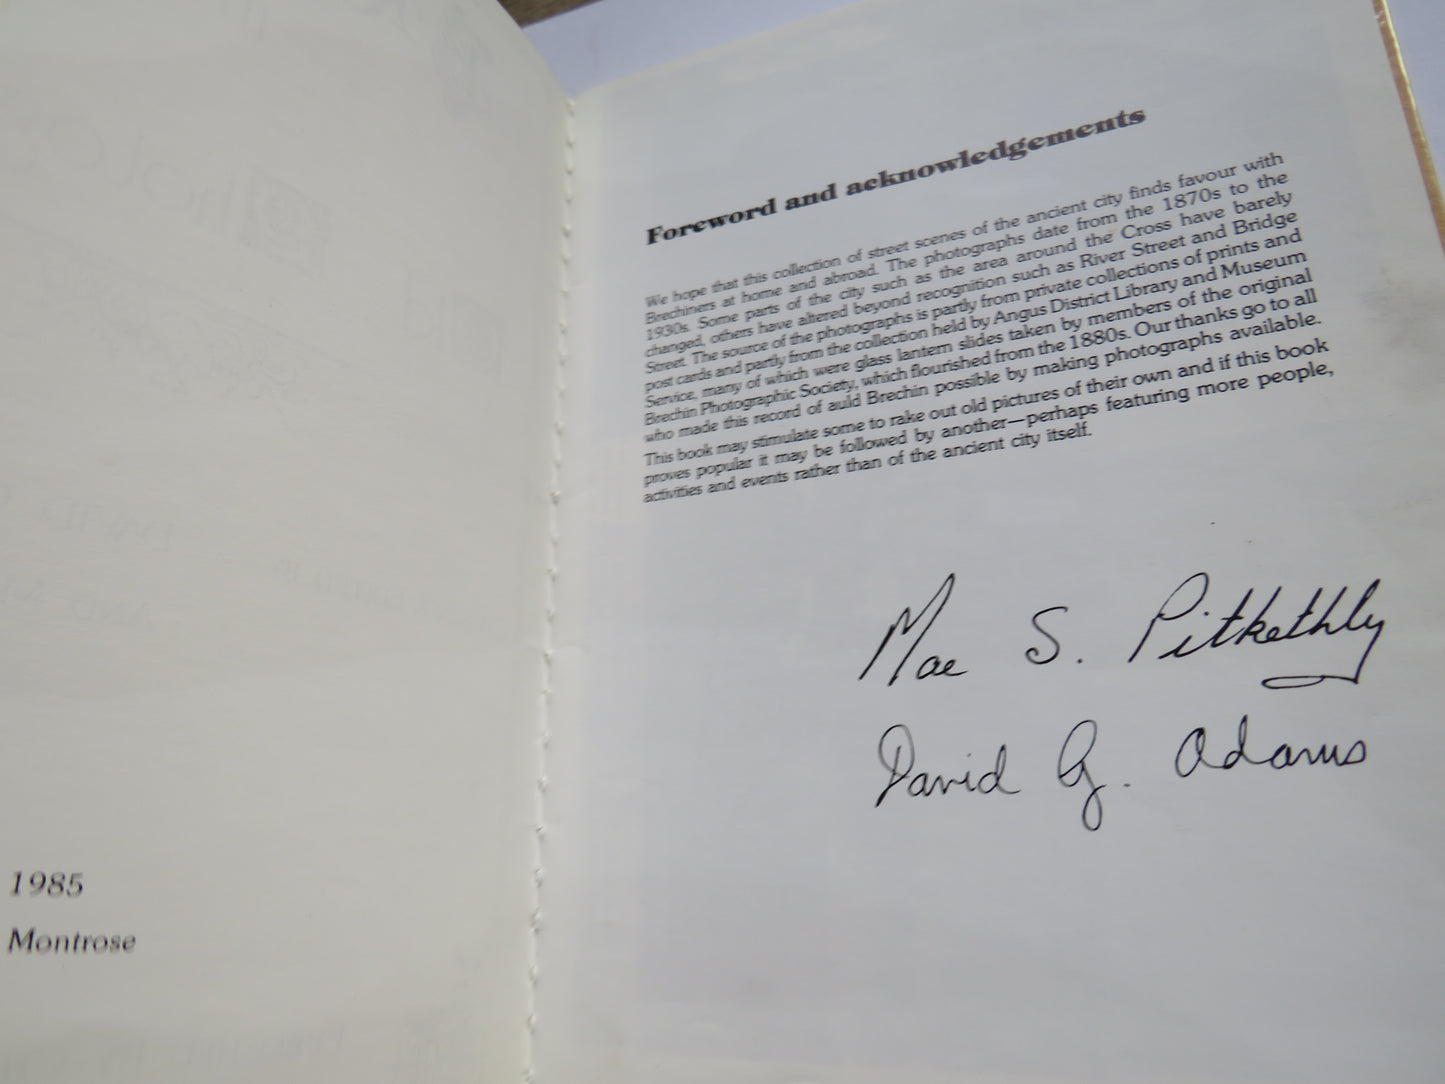 1985
Montrose
Foreword and acknowledgements
We hope that this collection of street scenes of the ancient city finds favour with
Brechiners at home and abroad. The photographs date from the 1870s to the
1930s. Some parts of the city such as the area around the Cross have barely
changed, others have altered beyond recognition such as River Street and Bridge
Street. The source of the photographs is partly from private collections of prints and
post cards and partly from the collection held by Angus District Library and Museum
Service, many of which were glass lantern slides taken by members of the original
Brechin Photographic Society, which flourished from the 1880s. Our thanks go to all
who made this record of auld Brechin possible by making photographs available.
This book may stimulate some to rake out old pictures of their own and if this book
proves popular it may be followed by another—perhaps featuring more people,
activities and events rather than of the ancient city itself.
Mae S. Pitkethly
David G. Adams